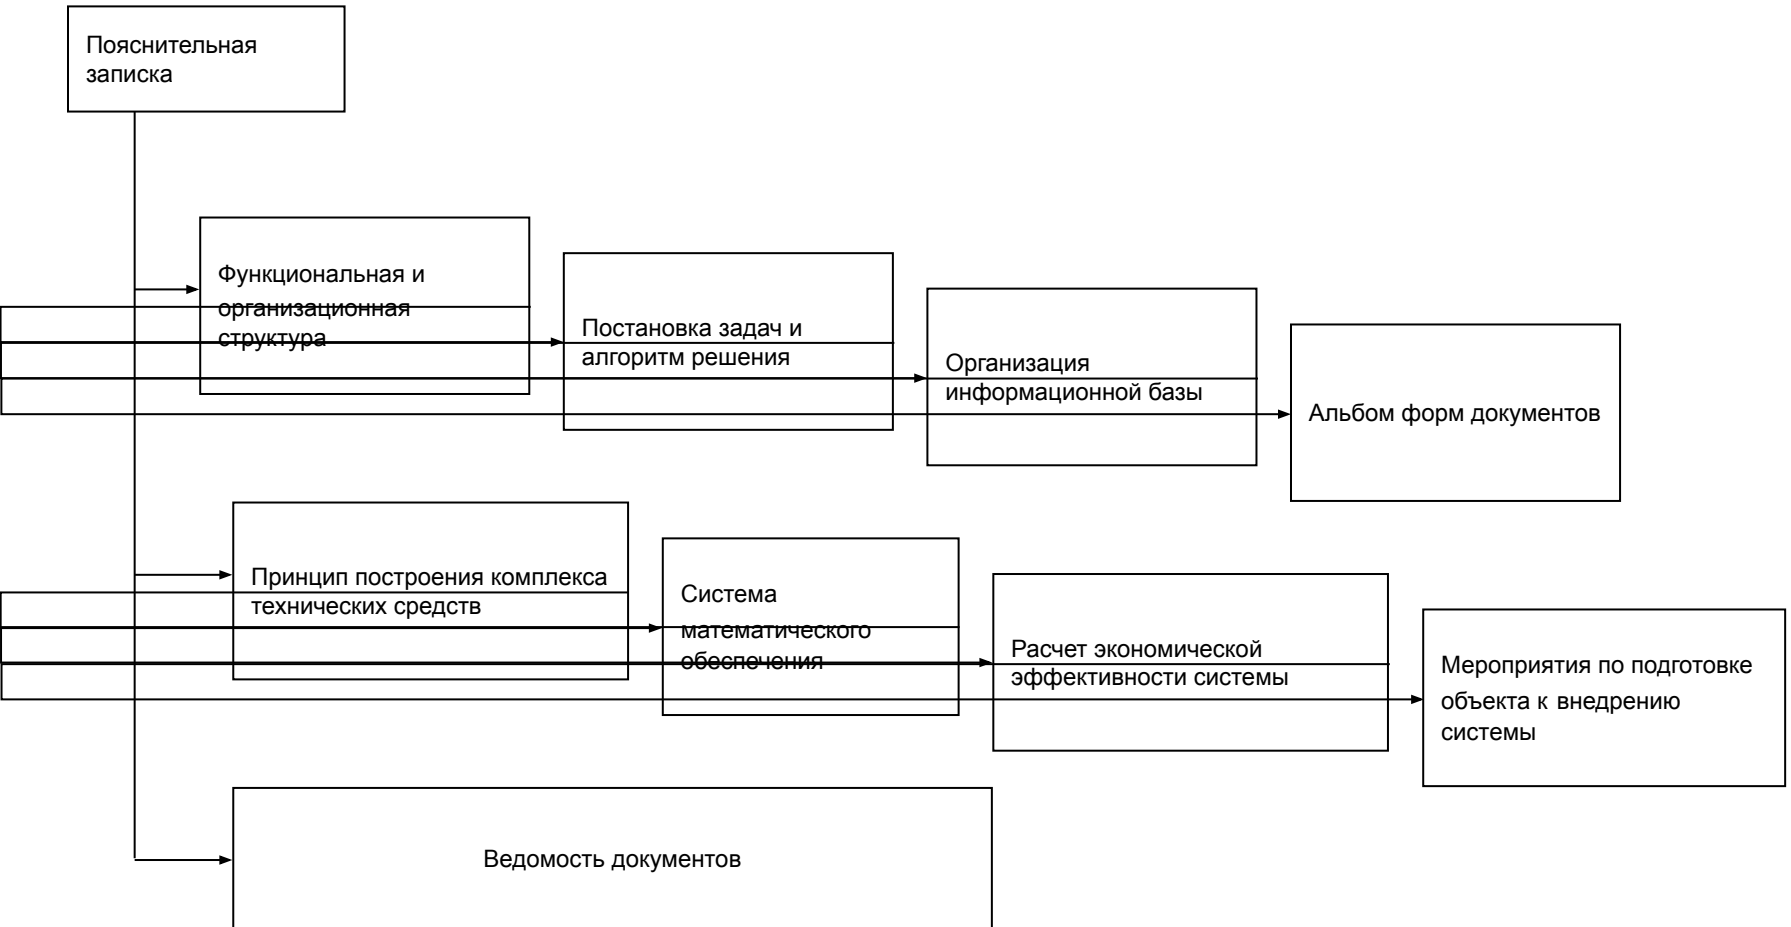 Пояснительная
записка
Функциональная и
организационная
структура
Постановка задач и
алгоритм решения
Организация
информационной базы
Альбом форм документов
Принцип построения комплекса
технических средств
Система
математического
обеспечения
Расчет экономической
эффективности системы
Мероприятия по подготовке
объекта к внедрению
системы
Ведомость документов